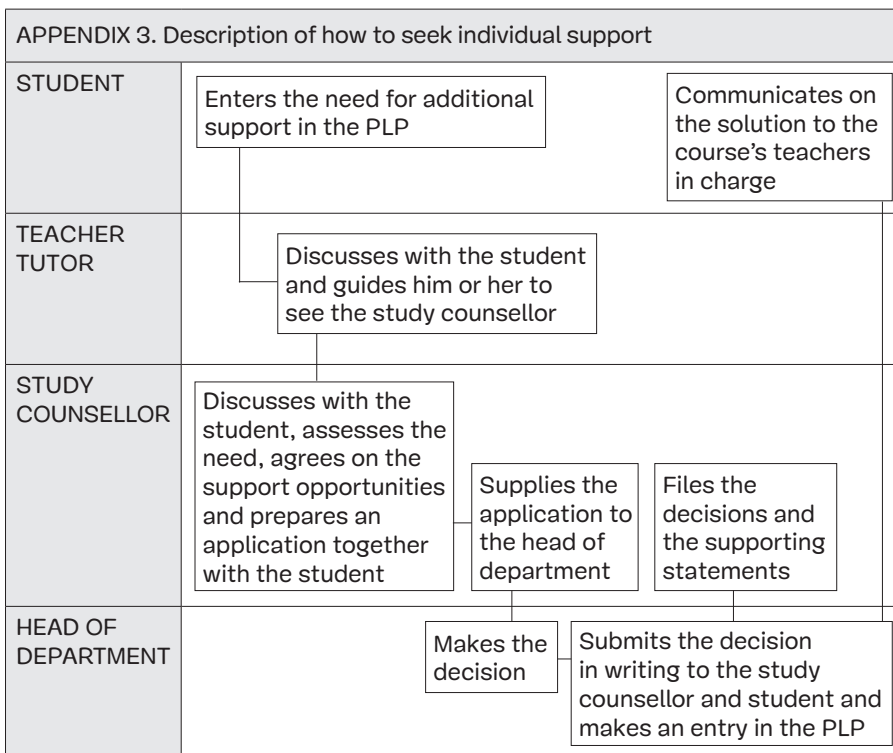 APPENDIX 3. Description of how to seek individual support
STUDENT
Enters the need for additional
support in the PLP
Communicates on
the solution to the
course’s teachers
in charge
TEACHER
TUTOR
Discusses with the student
and guides him or her to
see the study counsellor
STUDY
COUNSELLOR
Discusses with the
student, assesses the
need, agrees on the
support opportunities
and prepares an
application together
with the student
Supplies the
application to
the head of
department
Files the
decisions and
the supporting
statements
HEAD OF
DEPARTMENT
Makes the
decision
Submits the decision
in writing to the study
counsellor and student and
makes an entry in the PLP